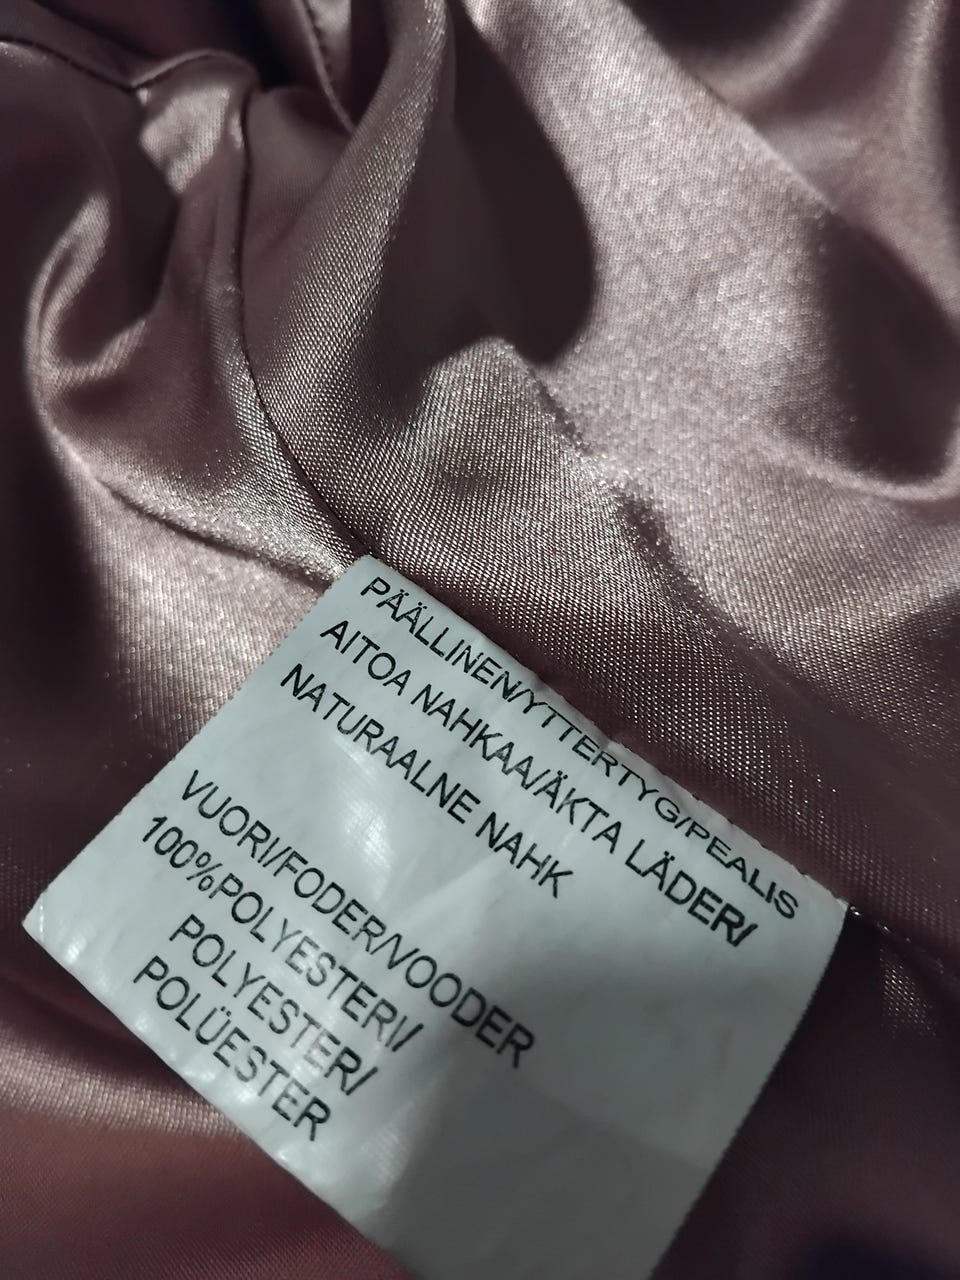 PÄÄLLINEN/YTTERTYG/PEALIS
AITOA NAHKAA/ÄKTA LÄDER/
NATURAALNE NAHK
VUORI/FODER/VOODER
100%POLYESTERI/
POLYESTER/
POLÜESTER